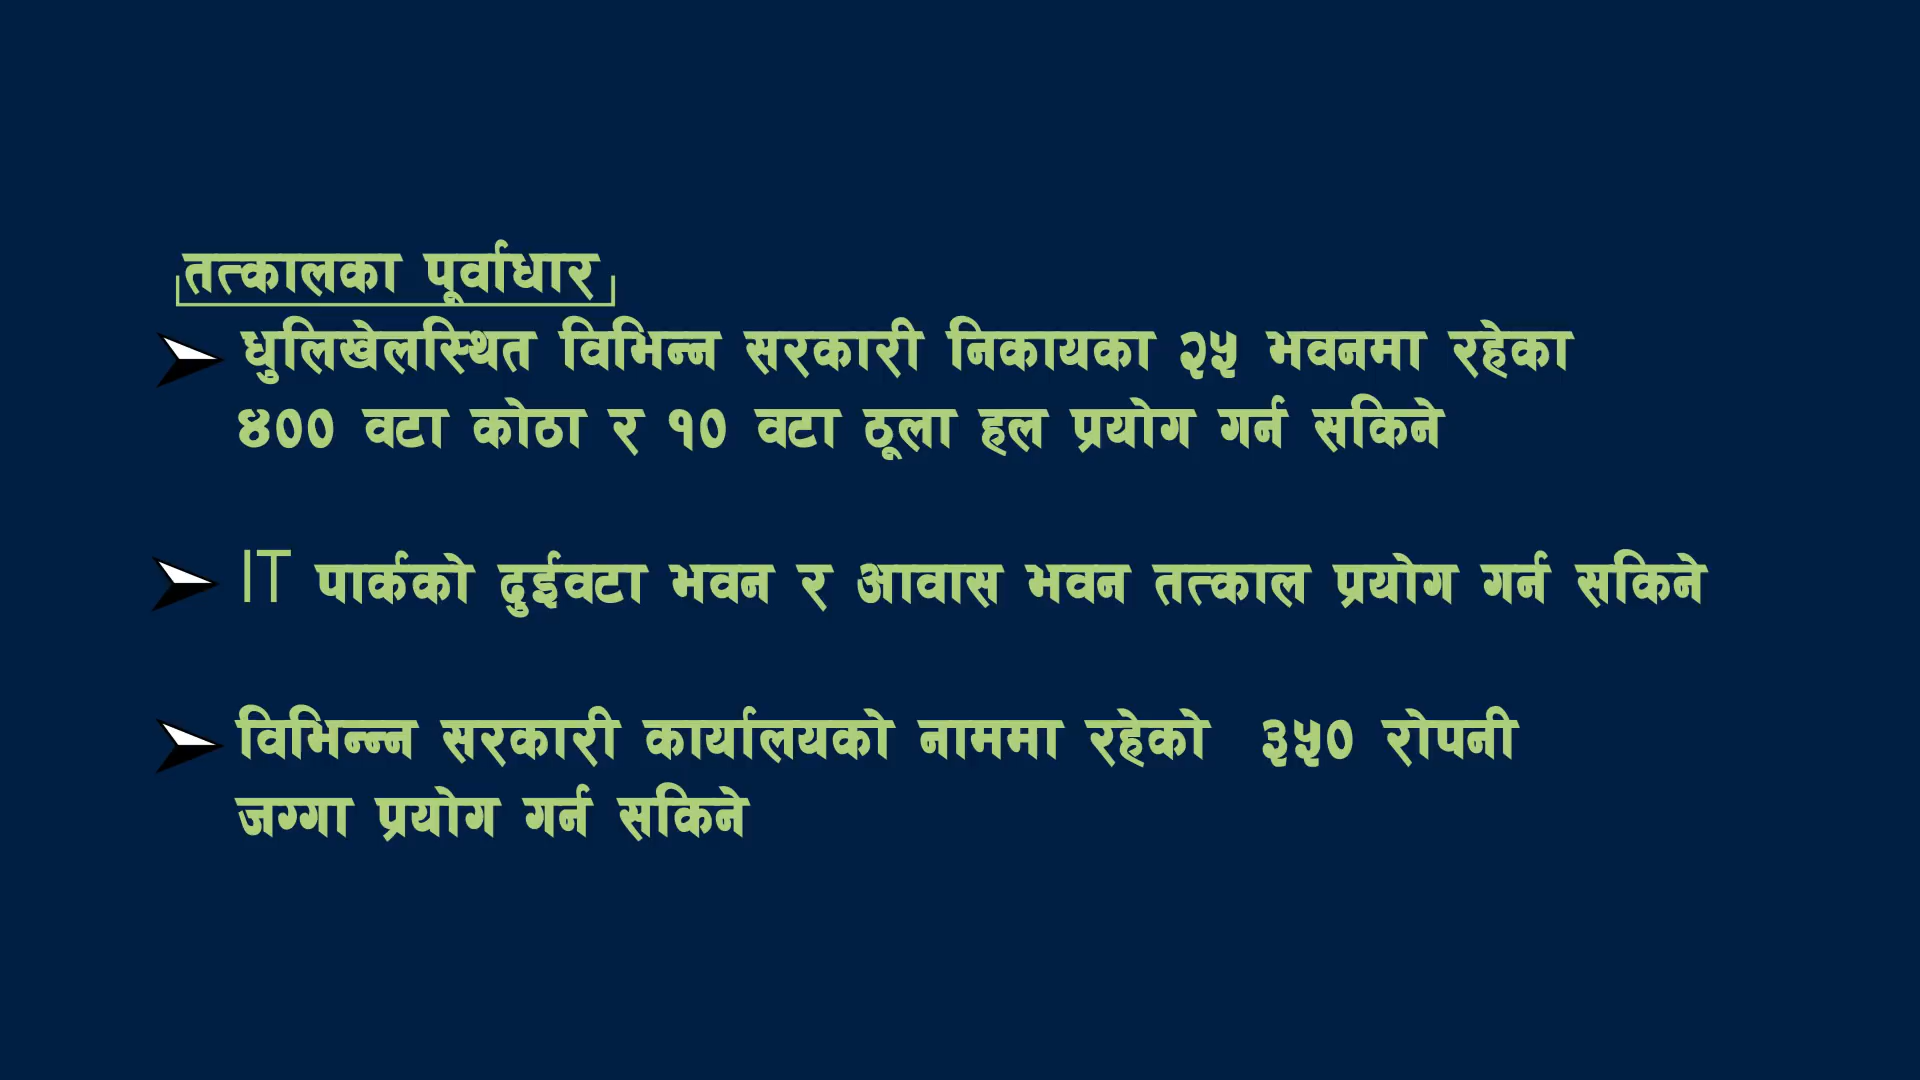 तत्कालका पूर्वाधार
धुलिखेलस्थित विभिन्न सरकारी निकायका २५ भवनमा रहेका
४०० वटा कोठा र १० वटा ठूला हल प्रयोग गर्न सकिने
IT पार्कको दुईवटा भवन र आवास भवन तत्काल प्रयोग गर्न सकिने
विभिन्न्न सरकारी कार्यालयको नाममा रहेको ३५० रोपनी
जग्गा प्रयोग गर्न सकिने